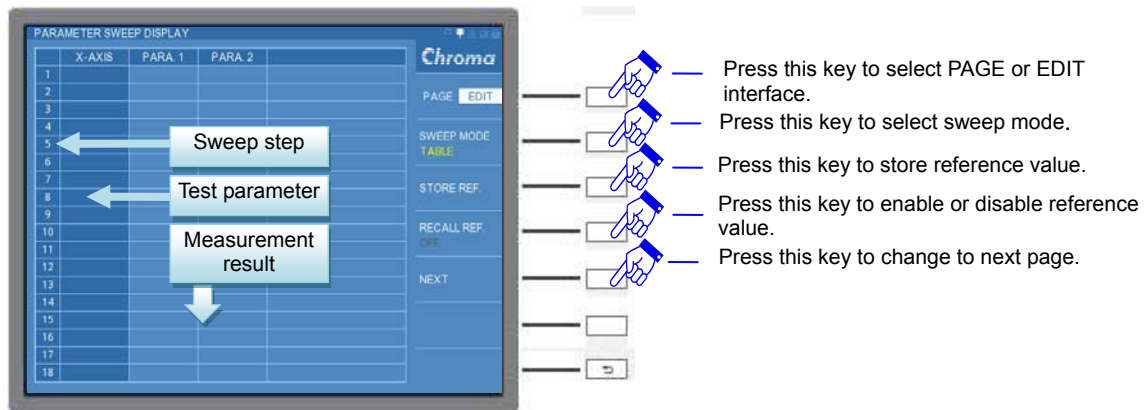 PARAMETER SWEEP DISPLAY
X-AXIS PARA. 1 PARA. 2
1
2
3
4
5
6
7
8
9
10
11
12
13
14
15
16
17
18
Sweep step
Test parameter
Measurement
result
Chroma
PAGE EDIT
SWEEP MODE
TABLE
STORE REF.
RECALL REF.
OFF
NEXT
Press this key to select PAGE or EDIT
interface.
Press this key to select sweep mode.
Press this key to store reference value.
Press this key to enable or disable reference
value.
Press this key to change to next page.